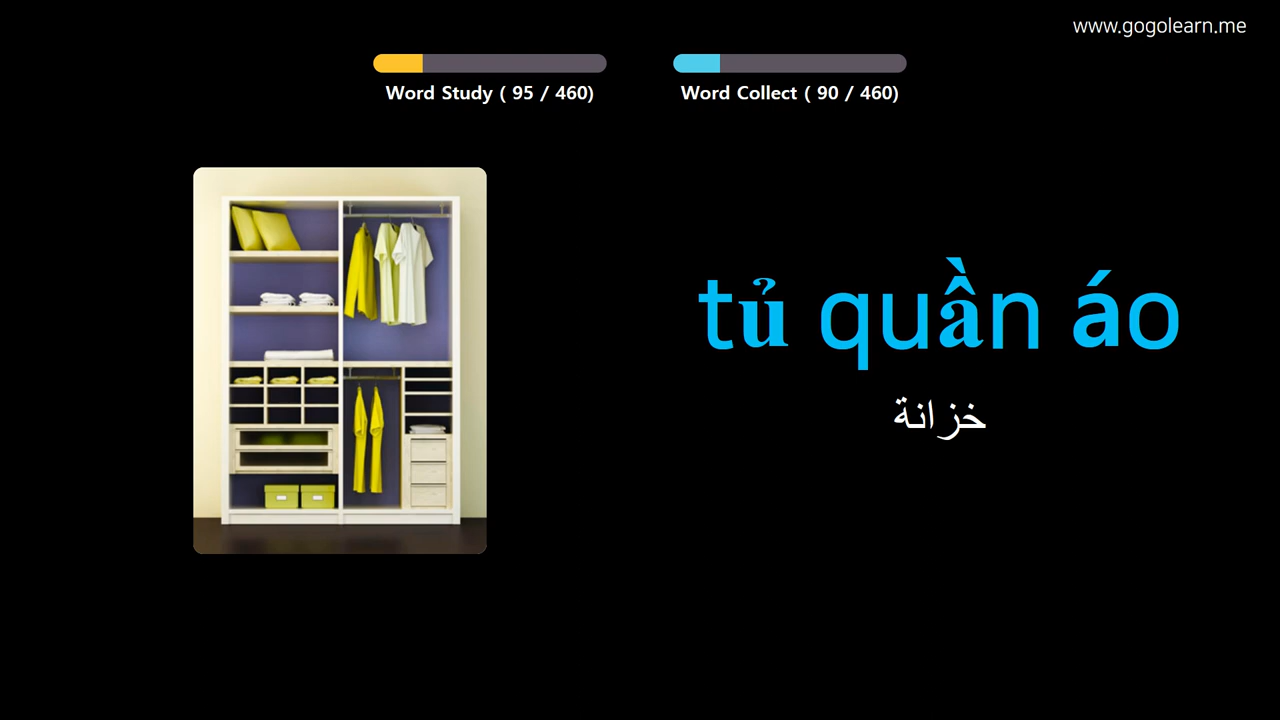 www.gogolearn.me
Word Study ( 95 / 460)
Word Collect ( 90 / 460)
tủ quần áo
خزانة